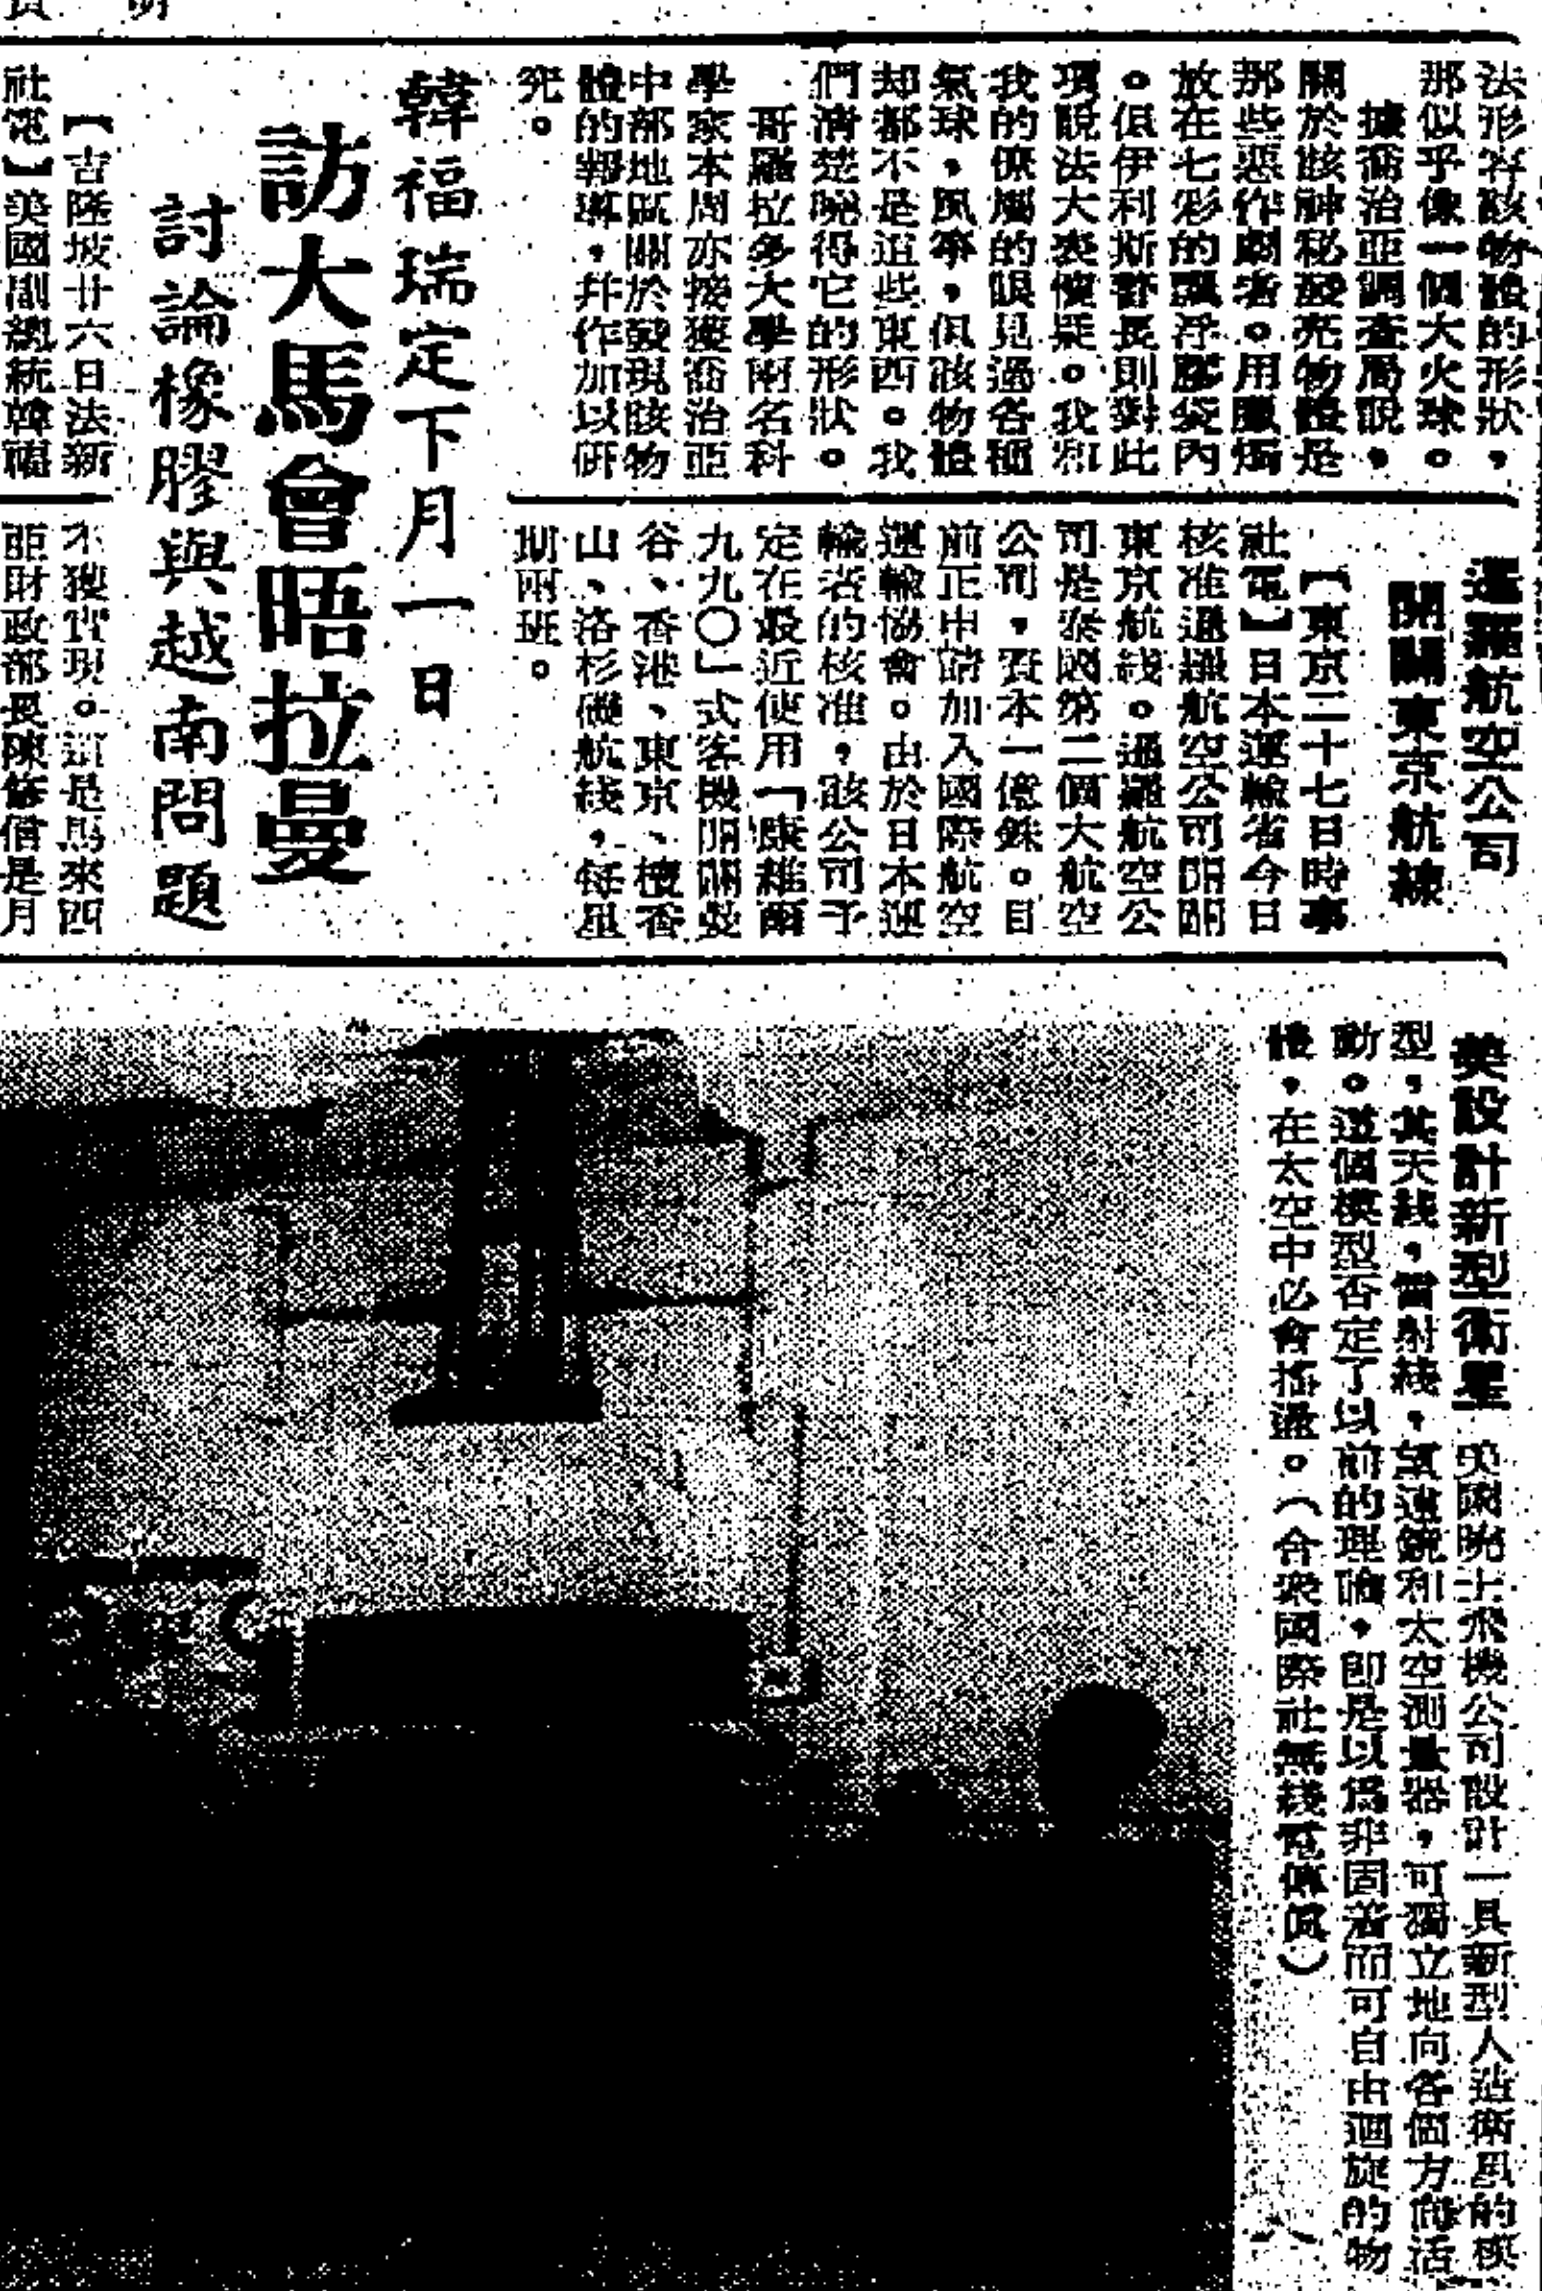 法形容該物體的形狀，
那似乎像一個大火球。
據喬治亞調查局說，
關於該神秘發亮物體是
那些惡作劇者。用臘燭
放在七彩的飄浮膠袋內
。但伊利斯警長則對此
項說法大表懷疑。我和
我的僚屬的眼見過各種
氣球，風箏，但該物體
却都不是這些東西。我
們清楚曉得它的形狀。
哥羅拉多大學兩名科
學家本周亦接獲喬治亞
中部地區關於發現該物
體的報導，幷作加以研
究。
暹羅航空公司
開闢東京航線
【東京二十七日時事
社電】日本運輸省今日
核准暹羅航空公司開闢
東京航綫。暹羅航空公
司是泰國第二個大航空
公司，資本一億銖。目
前正申請加入國際航空
運輸協會。由於日本運
輸者的核准，該公司予
定在最近使用「康維爾
九九〇」式客機開闢曼
谷、香港、東京、檀香
山、洛杉磯航綫，每星
期兩班。
韓福瑞定下月一日
訪大馬會晤拉曼
討論橡膠與越南問題
【吉隆坡廿六日法新
社電】美國副總統韓福
不獲實現。這是馬來西
亞財政部長陳修信是月
英設計新型衛星
英國 飛機公司設計一具新型人造衛星的模
型，其天綫，雷射綫，望遠鏡和太空測量器，可獨立地向各個方向活
動。這個模型否定了以前的理論，卽是以爲非固着而可自由迴旋的物
體，在太空中必會搖 。（合衆國際社無綫電傳眞）